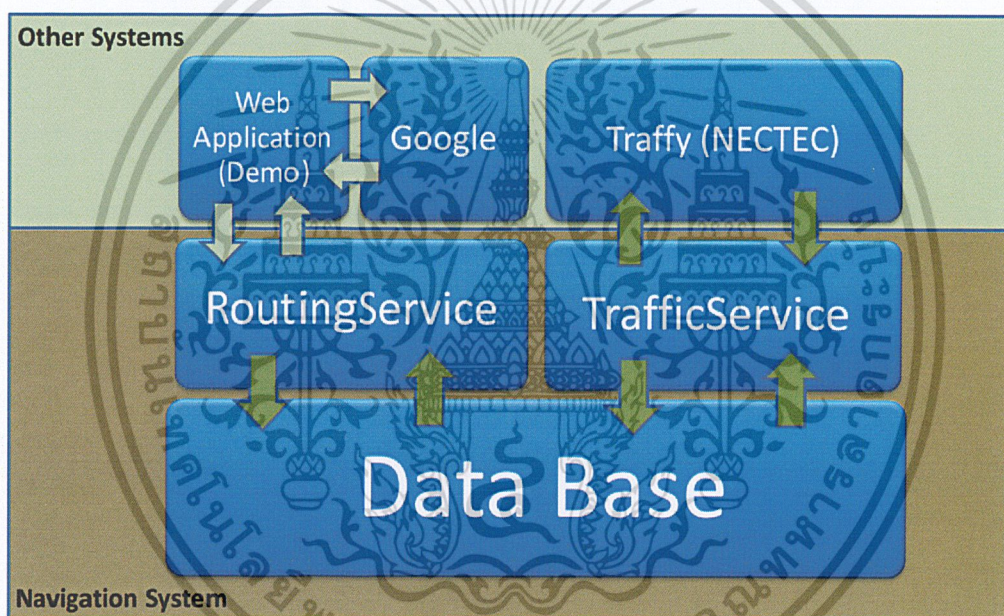 Other Systems
Web
Application
(Demo)
Google
Traffy (NECTEC)
RoutingService
TrafficService
Data Base
Navigation System